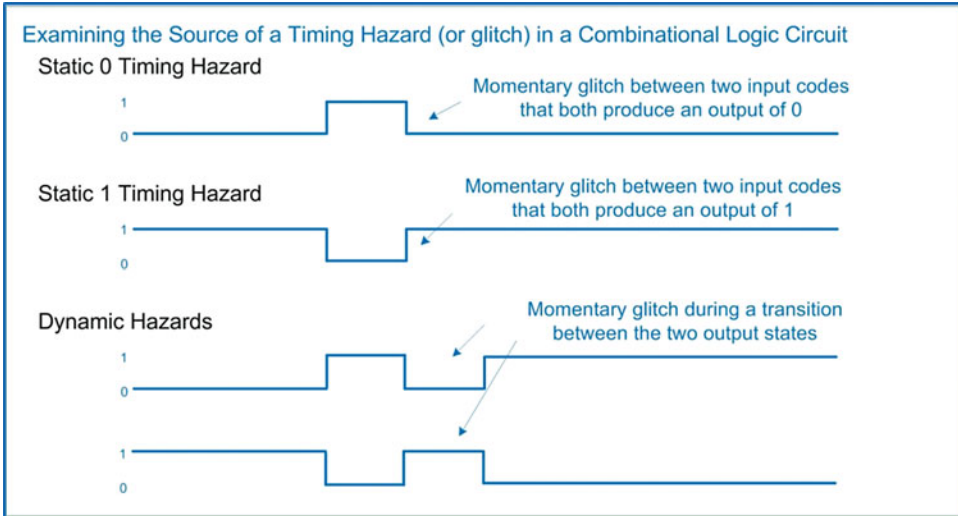 Examining the Source of a Timing Hazard (or glitch) in a Combinational Logic Circuit
Static 0 Timing Hazard
Momentary glitch between two input codes
that both produce an output of 0
1
0
Static 1 Timing Hazard
Momentary glitch between two input codes
that both produce an output of 1
1
0
Dynamic Hazards
Momentary glitch during a transition
between the two output states
1
0
1
0